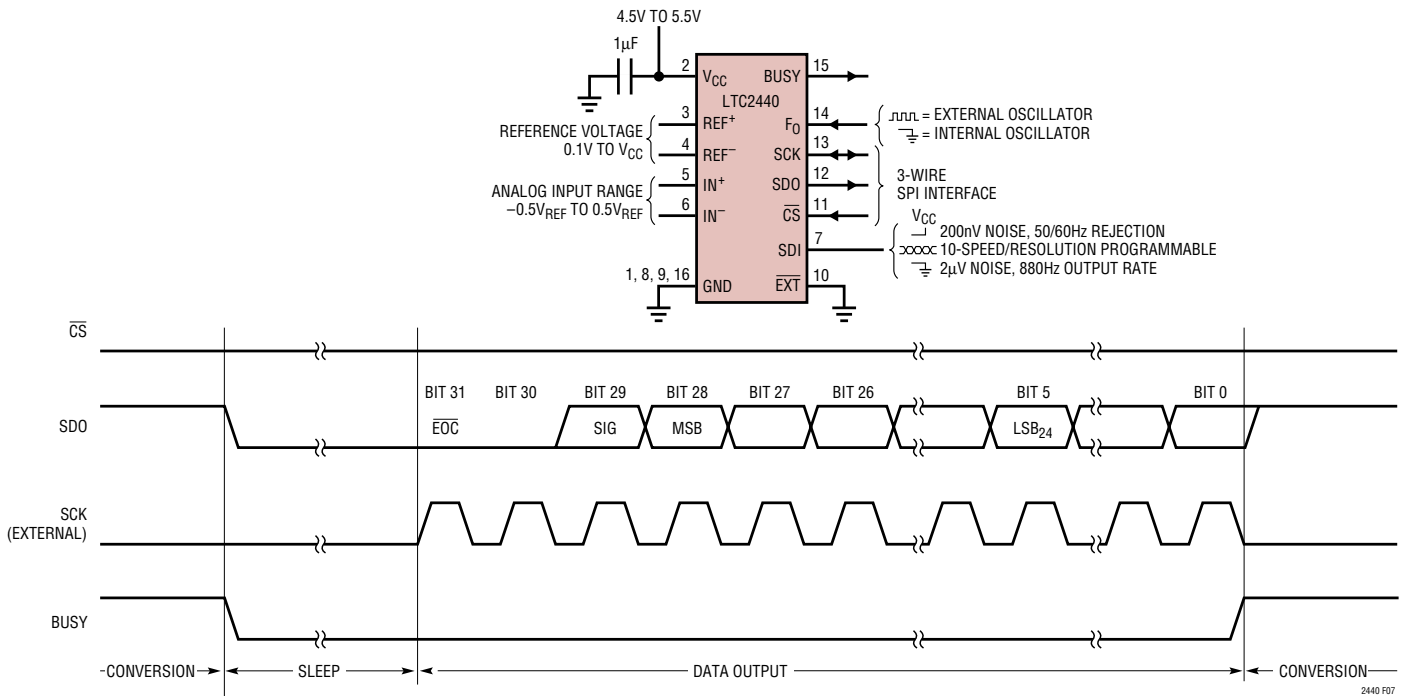 4.5V TO 5.5V
1µF
2
VCC
BUSY
15
LTC2440
3
REF+
FO
14
= EXTERNAL OSCILLATOR
= INTERNAL OSCILLATOR
REFERENCE VOLTAGE
0.1V TO VCC
4
REF−
SCK
13
5
IN+
SDO
12
3-WIRE
SPI INTERFACE
ANALOG INPUT RANGE
−0.5VREF TO 0.5VREF
6
IN−
CS
11
VCC
200nV NOISE, 50/60Hz REJECTION
SDI
7
10-SPEED/RESOLUTION PROGRAMMABLE
2µV NOISE, 880Hz OUTPUT RATE
1, 8, 9, 16
GND
EXT
10
CS
BIT 31 BIT 30 BIT 29 BIT 28 BIT 27 BIT 26 BIT 5 BIT 0
SDO
EOC SIG MSB LSB24
SCK
(EXTERNAL)
BUSY
CONVERSION SLEEP DATA OUTPUT CONVERSION
2440 F07